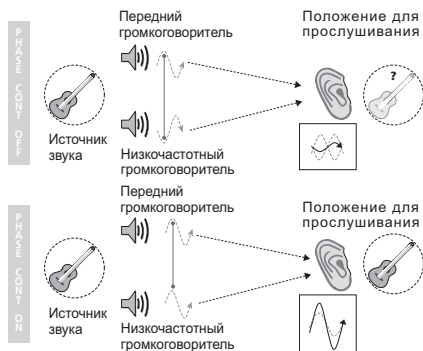 PHASE CONT OFF
Передний
громкоговоритель
Положение для
прослушивания
?
Источник
звука
Низкочастотный
громкоговоритель
PHASE CONT ON
Передний
громкоговоритель
Положение для
прослушивания
Источник
звука
Низкочастотный
громкоговоритель